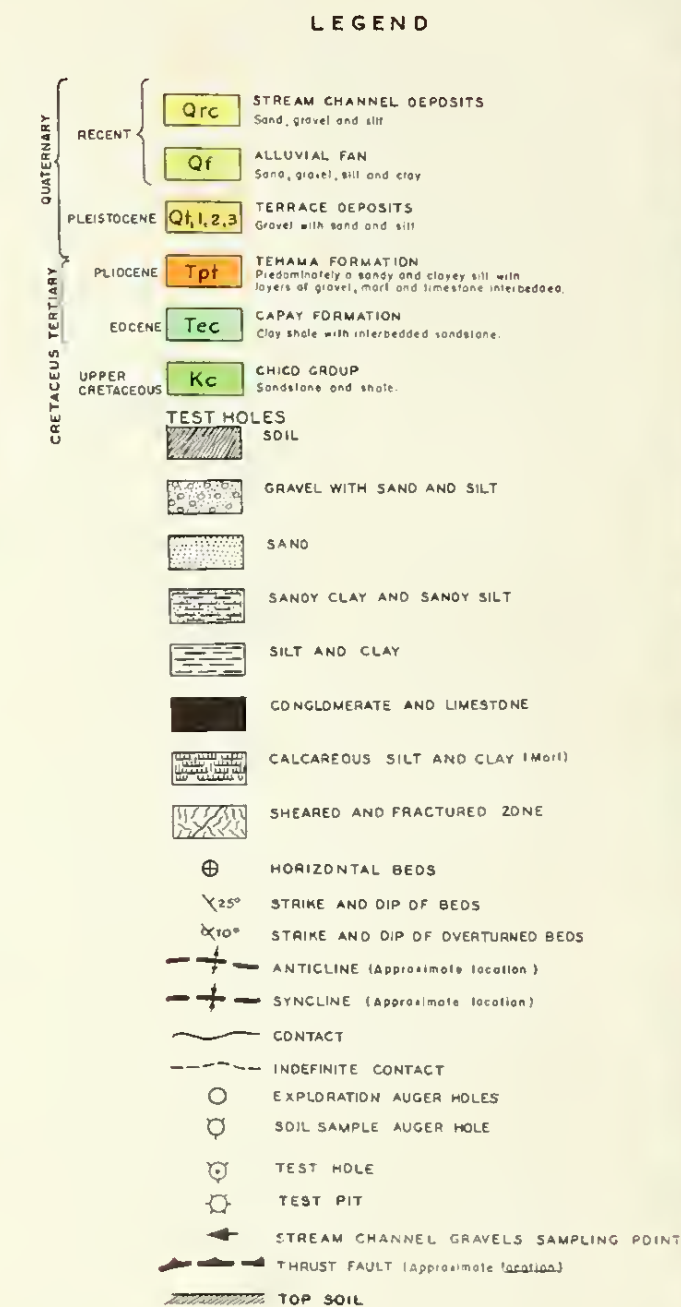 LEGEND
QUATERNARY
RECENT
Qrc
STREAM CHANNEL DEPOSITS
Sand, gravel and silt
Qf
ALLUVIAL FAN
Sand, gravel, silt and clay
PLEISTOCENE
Qt,1,2,3
TERRACE DEPOSITS
Gravel with sand and silt
TERTIARY
PLIOCENE
Tpt
TEHAMA FORMATION
Predominately a sandy and clayey silt with
layers of gravel, marl and limestone interbedded.
EOCENE
Tec
CAPAY FORMATION
Clay shale with interbedded sandstone.
CRETACEUS
UPPER
CRETACEOUS
Kc
CHICO GROUP
Sandstone and shale.
TEST HOLES
SOIL
GRAVEL WITH SAND AND SILT
SAND
SANDY CLAY AND SANDY SILT
SILT AND CLAY
CONGLOMERATE AND LIMESTONE
CALCAREOUS SILT AND CLAY (Marl)
SHEARED AND FRACTURED ZONE
HORIZONTAL BEDS
25° STRIKE AND DIP OF BEDS
10° STRIKE AND DIP OF OVERTURNED BEDS
ANTICLINE (Approximate location)
SYNCLINE (Approximate location)
CONTACT
INDEFINITE CONTACT
EXPLORATION AUGER HOLES
SOIL SAMPLE AUGER HOLE
TEST HOLE
TEST PIT
STREAM CHANNEL GRAVELS SAMPLING POINT
THRUST FAULT (Approximate location)
TOP SOIL